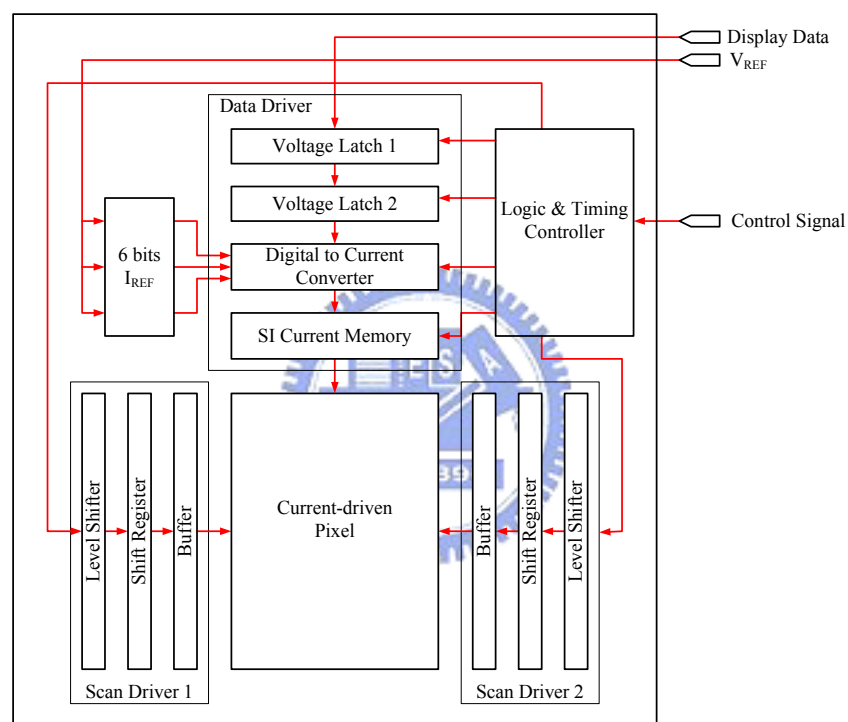 Display Data
V_REF
Data Driver
Voltage Latch 1
Voltage Latch 2
Logic & Timing
Controller
Control Signal
6 bits
I_REF
Digital to Current
Converter
SI Current Memory
Level Shifter
Shift Register
Buffer
Current-driven
Pixel
Buffer
Shift Register
Level Shifter
Scan Driver 1
Scan Driver 2